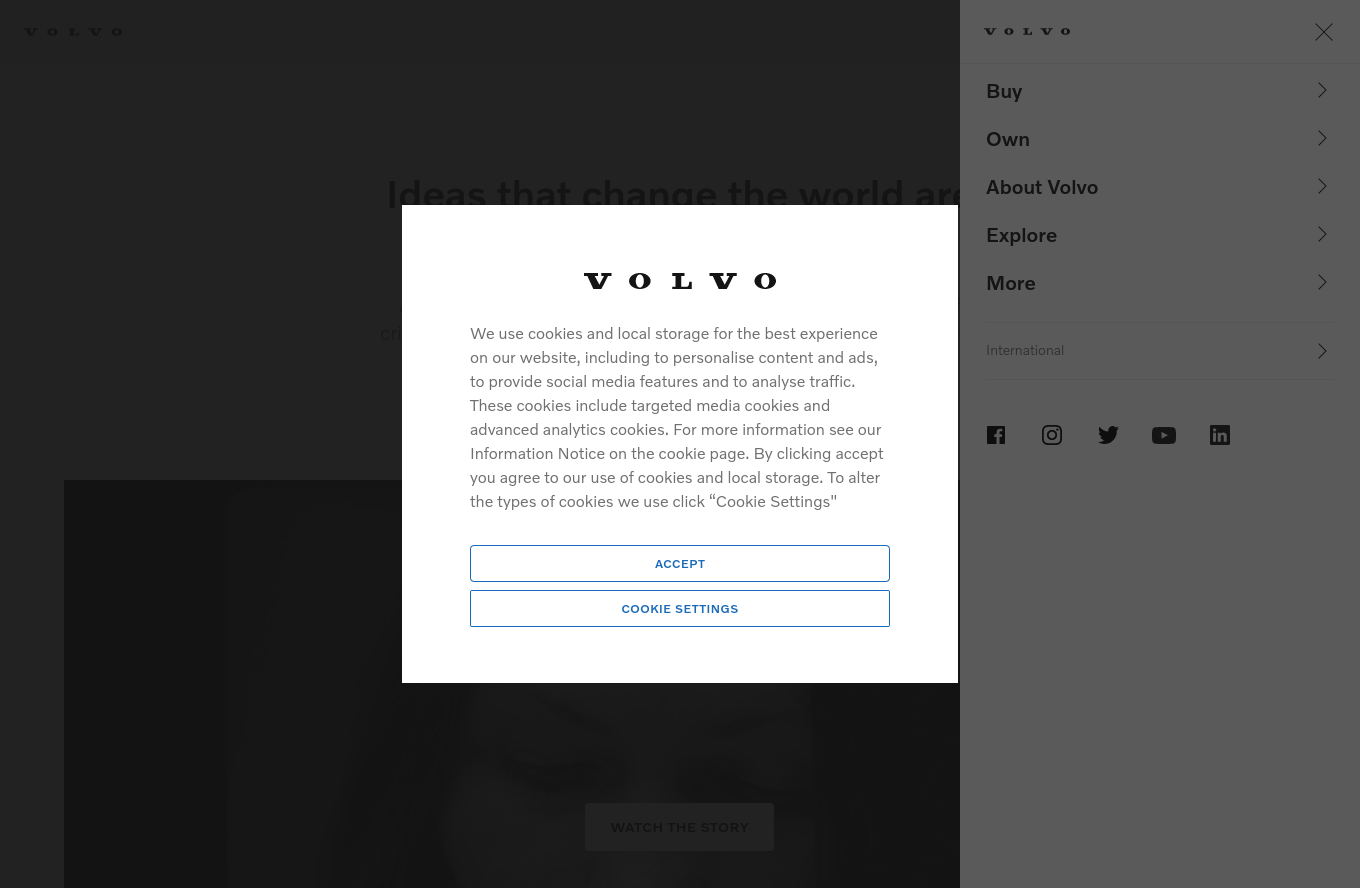 VOLVO
VOLVO
Buy
Own
About Volvo
Explore
More
International
Ideas that change the world
VOLVO
We use cookies and local storage for the best experience
on our website, including to personalise content and ads,
to provide social media features and to analyse traffic.
These cookies include targeted media cookies and
advanced analytics cookies. For more information see our
Information Notice on the cookie page. By clicking accept
you agree to our use of cookies and local storage. To alter
the types of cookies we use click “Cookie Settings"
ACCEPT
COOKIE SETTINGS
WATCH THE STORY